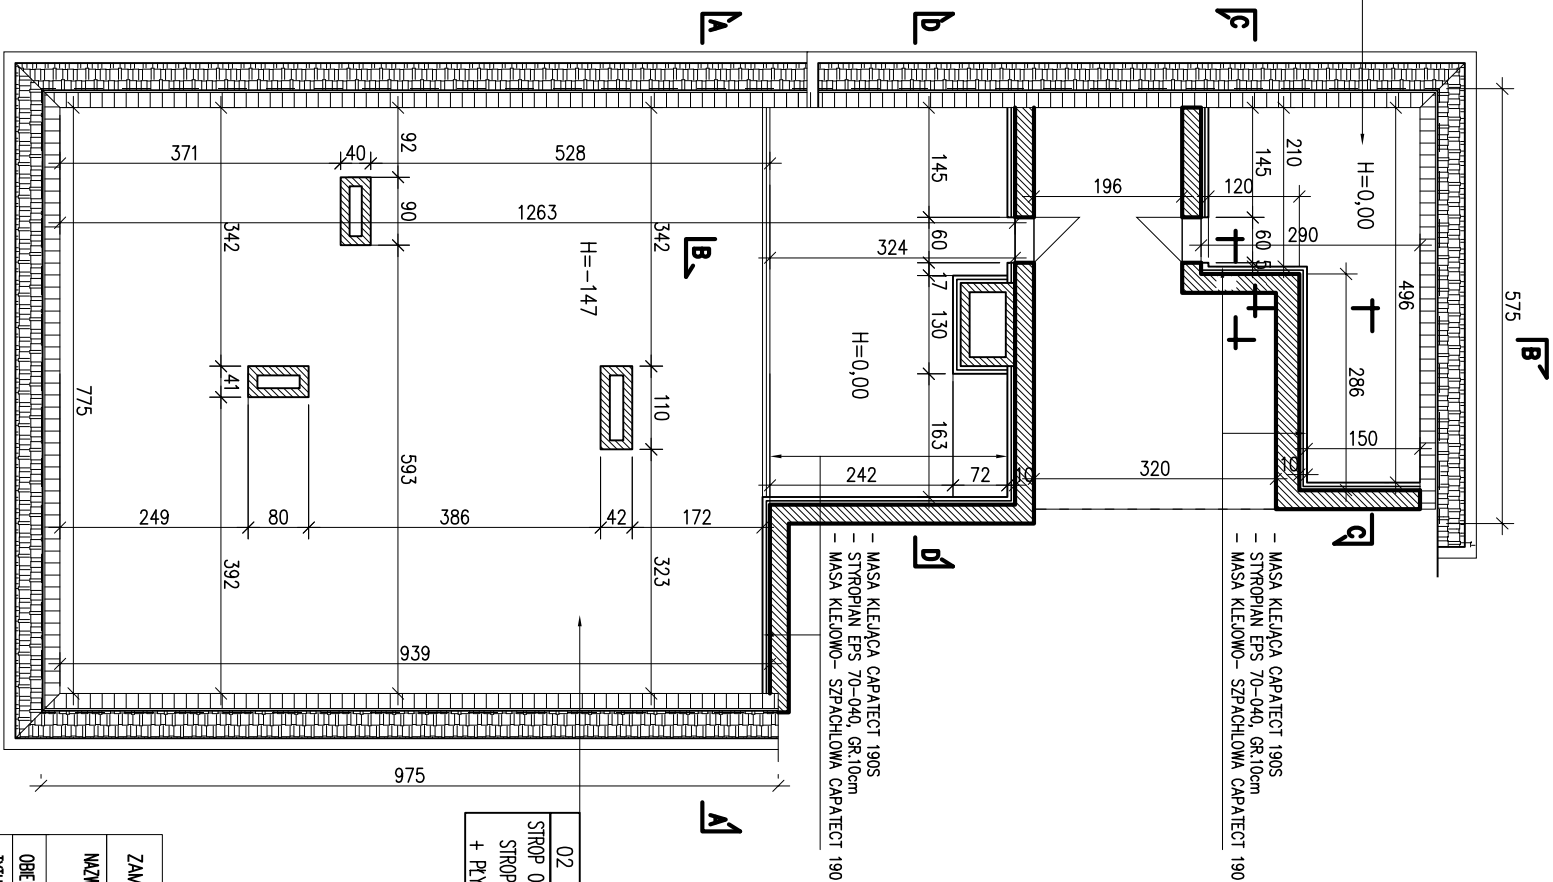 A
D
C
575
B
496
H=0,00
210
145
120
60
5
290
286
150
10
196
320
145
60
17
130
163
324
H=0,00
242
72
10
C
D
371
40
92
90
528
342
342
1263
H=-147
B
41
110
775
593
249
80
386
42
172
392
323
939
975
A
- MASA KLEJĄCA CAPATECT 190S
- STYROPIAN EPS 70-040, GR.10cm
- MASA KLEJOWO- SZPACHLOWA CAPATECT 190
- MASA KLEJĄCA CAPATECT 190S
- STYROPIAN EPS 70-040, GR.10cm
- MASA KLEJOWO- SZPACHLOWA CAPATECT 190
02
STROP O
STROP
+ PŁY
ZAM
NAZW
OBIE